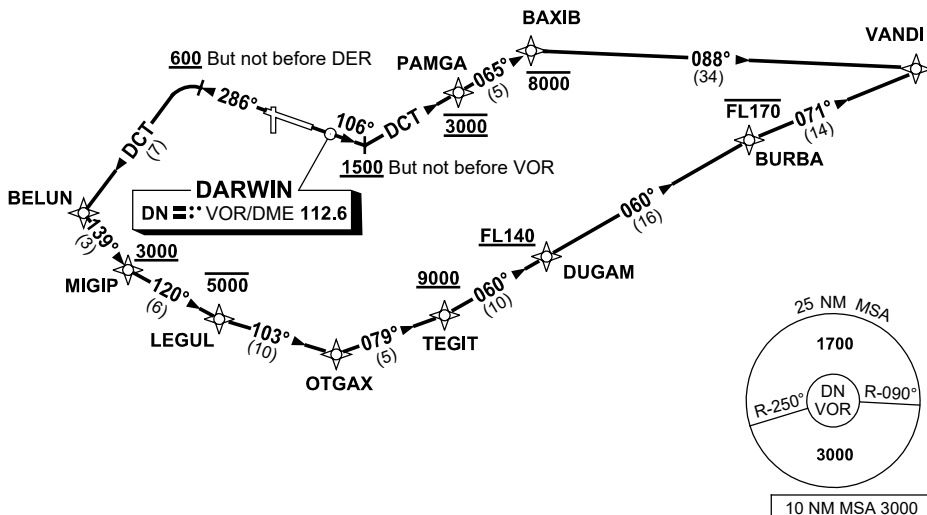 BAXIB
VANDI
600 But not before DER
PAMGA
065°
(5)
8000
088°
(34)
286°
106°
DCT
3000
FL170
071°
(14)
BURBA
DCT
(7)
1500 But not before VOR
DARWIN
DN VOR/DME 112.6
BELUN
139°
(3)
3000
MIGIP
120°
(6)
5000
LEGUL
103°
(10)
OTGAX
079°
(5)
9000
TEGIT
060°
(10)
FL140
DUGAM
060°
(16)
25 NM MSA
1700
R-250°
DN
VOR
R-090°
3000
10 NM MSA 3000